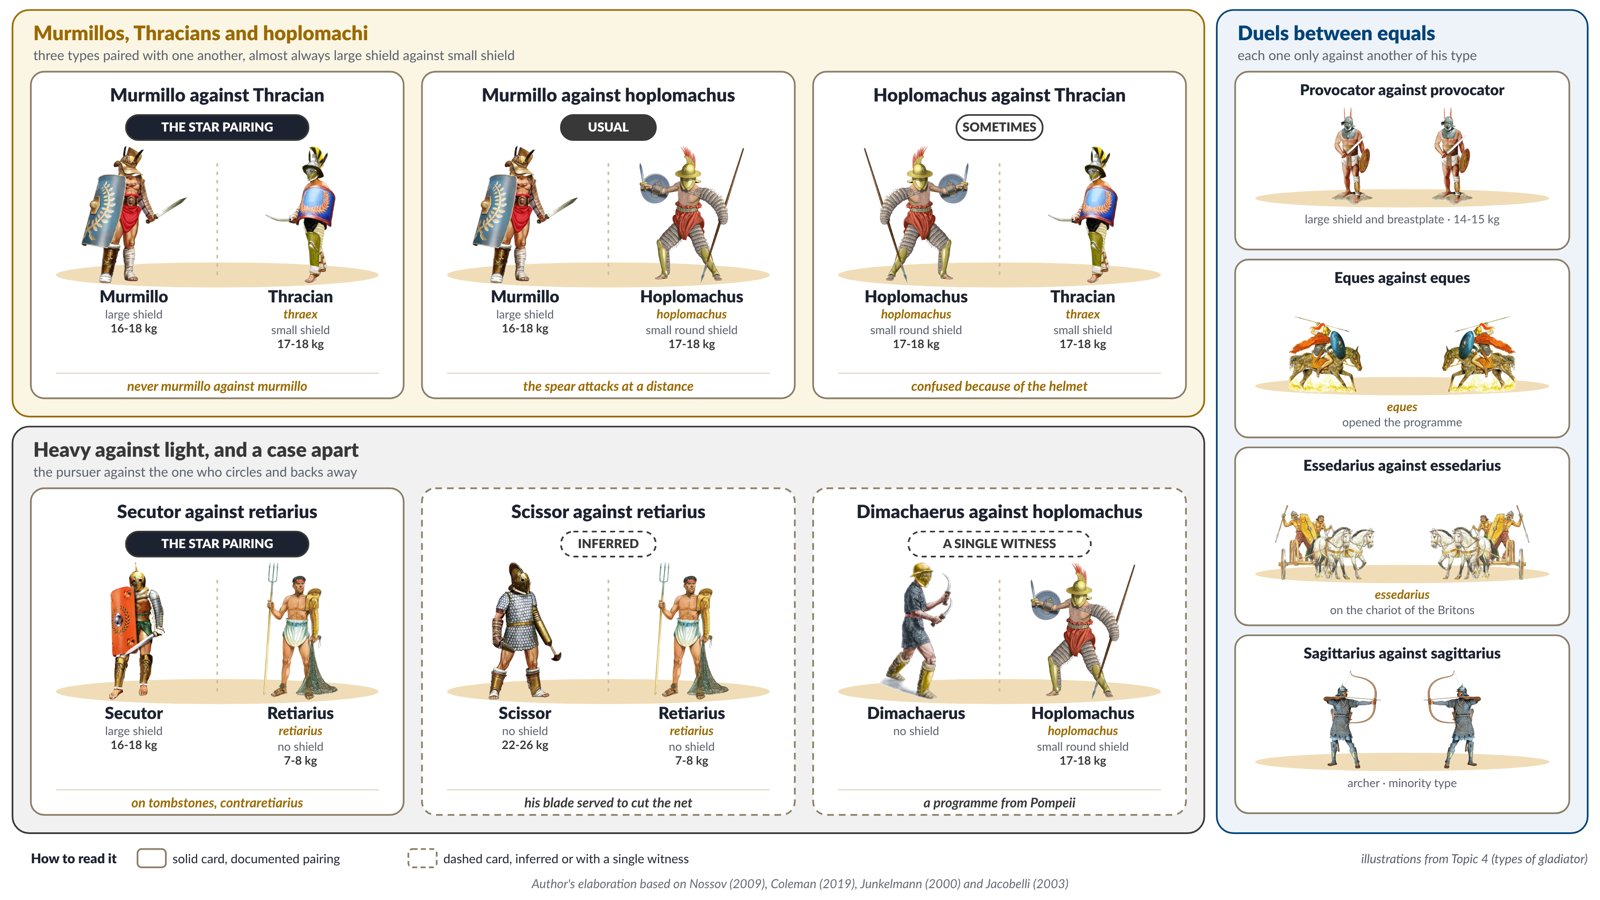 Murmillos, Thracians and hoplomachi
three types paired with one another, almost always large shield against small shield
Murmillo against Thracian
THE STAR PAIRING
Murmillo
large shield
16-18 kg
Thracian
thraex
small shield
17-18 kg
never murmillo against murmillo
Murmillo against hoplomachus
USUAL
Murmillo
large shield
16-18 kg
Hoplomachus
hoplomachus
small round shield
17-18 kg
the spear attacks at a distance
Hoplomachus against Thracian
SOMETIMES
Hoplomachus
hoplomachus
small round shield
17-18 kg
Thracian
thraex
small shield
17-18 kg
confused because of the helmet
Heavy against light, and a case apart
the pursuer against the one who circles and backs away
Secutor against retiarius
THE STAR PAIRING
Secutor
large shield
16-18 kg
Retiarius
retiarius
no shield
7-8 kg
on tombstones, contraretiarius
Scissor against retiarius
INFERRED
Scissor
no shield
22-26 kg
Retiarius
retiarius
no shield
7-8 kg
his blade served to cut the net
Dimachaerus against hoplomachus
A SINGLE WITNESS
Dimachaerus
no shield
Hoplomachus
hoplomachus
small round shield
17-18 kg
a programme from Pompeii
Duels between equals
each one only against another of his type
Provocator against provocator
large shield and breastplate · 14-15 kg
Eques against eques
eques
opened the programme
Essedarius against essedarius
essedarius
on the chariot of the Britons
Sagittarius against sagittarius
archer · minority type
How to read it
solid card, documented pairing
dashed card, inferred or with a single witness
illustrations from Topic 4 (types of gladiator)
Author's elaboration based on Nossov (2009), Coleman (2019), Junkelmann (2000) and Jacobelli (2003)